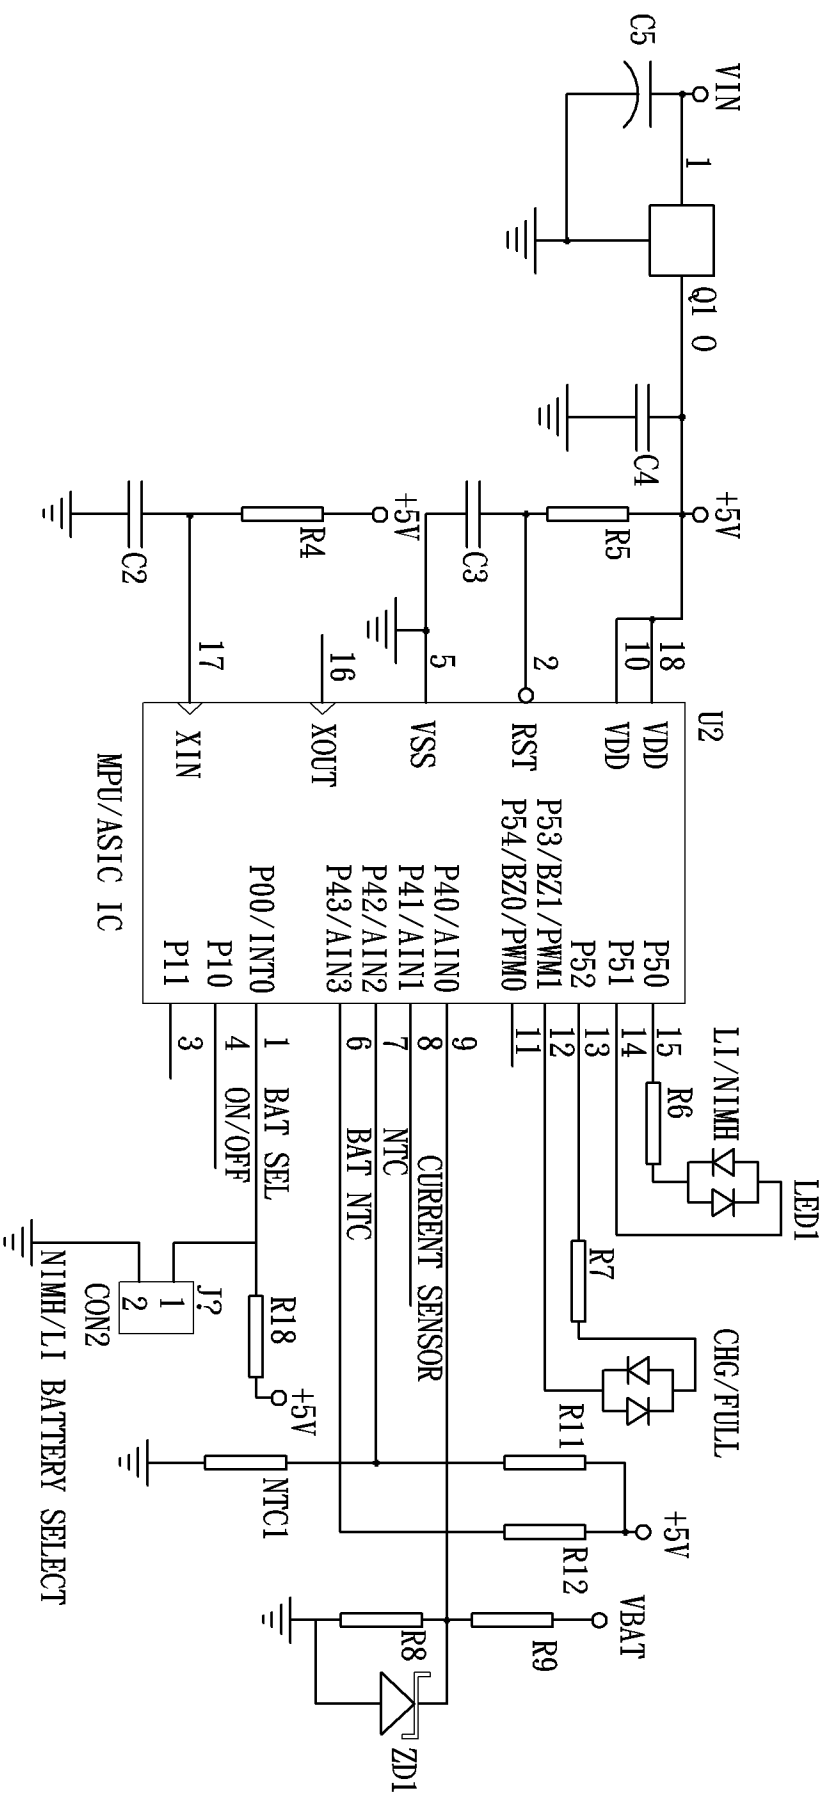 VIN
C5
1
Q1 O
C4
+5V
R5
C3
+5V
R4
C2
18
10
2
5
16
17
U2
VDD
VDD
RST
VSS
XOUT
XIN
P50
P51
P52
P53/BZ1/PWM1
P54/BZ0/PWM0
P40/AIN0
P41/AIN1
P42/AIN2
P43/AIN3
P00/INT0
P10
P11
MPU/ASIC IC
15
14
13
12
11
9
8
7
6
1
4
3
LI/NIMH
LED1
R6
R7
CHG/FULL
CURRENT SENSOR
NTC
BAT NTC
BAT SEL
ON/OFF
R18
+5V
J?
1
2
CON2
NIMH/LI BATTERY SELECT
R11
R12
+5V
NTC1
VBAT
R9
R8
ZD1